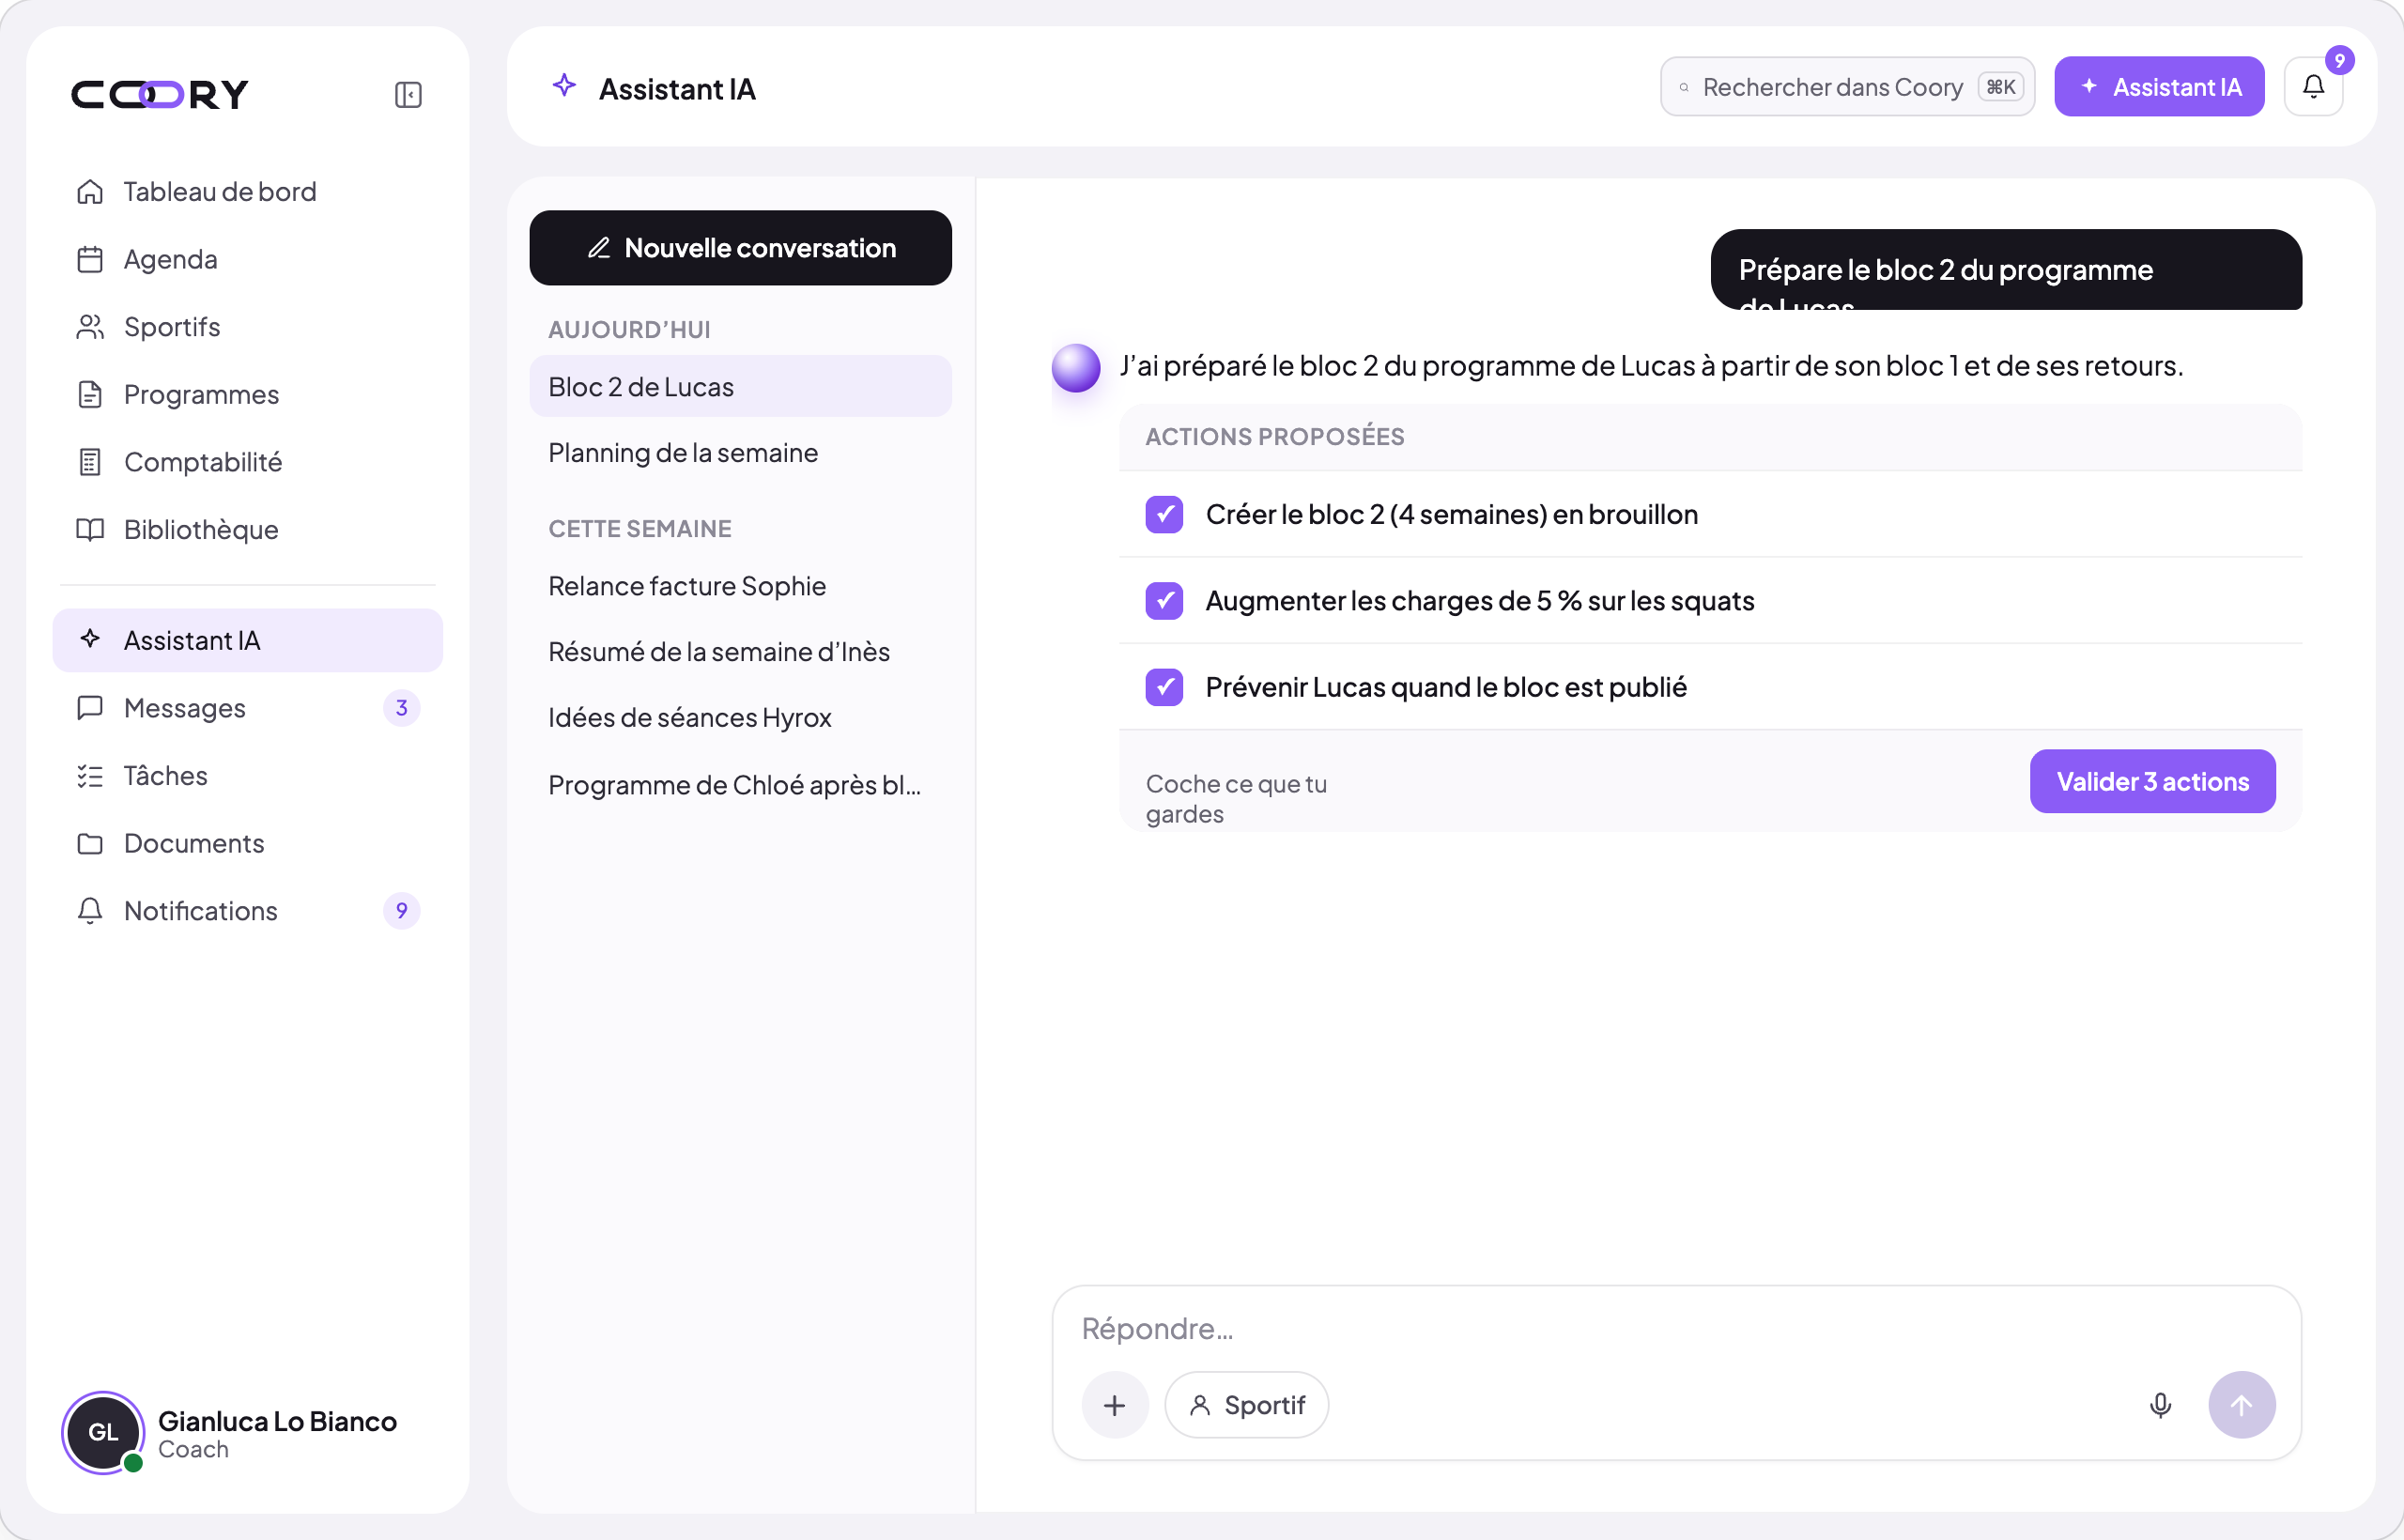 COORY
Tableau de bord
Agenda
Sportifs
Programmes
Comptabilité
Bibliothèque
Assistant IA
Messages 3
Tâches
Documents
Notifications 9
GL
Gianluca Lo Bianco
Coach
Assistant IA
Rechercher dans Coory ⌘K
Assistant IA
9
Nouvelle conversation
AUJOURD’HUI
Bloc 2 de Lucas
Planning de la semaine
CETTE SEMAINE
Relance facture Sophie
Résumé de la semaine d’Inès
Idées de séances Hyrox
Programme de Chloé après bl…
Prépare le bloc 2 du programme
de Lucas
J’ai préparé le bloc 2 du programme de Lucas à partir de son bloc 1 et de ses retours.
ACTIONS PROPOSÉES
Créer le bloc 2 (4 semaines) en brouillon
Augmenter les charges de 5 % sur les squats
Prévenir Lucas quand le bloc est publié
Coche ce que tu
gardes
Valider 3 actions
Répondre…
Sportif